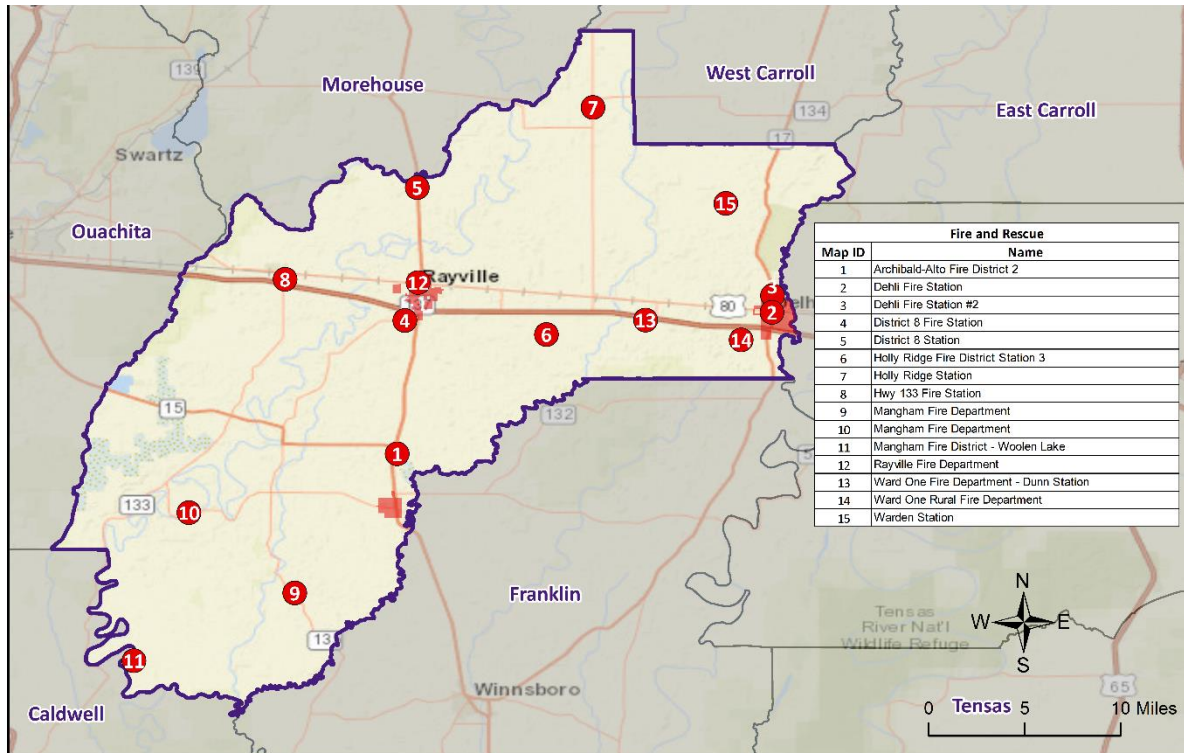 West Carroll
Morehouse
139
East Carroll
7
134
17
Swartz
5
15
Ouachita
8
12
Rayville
137
4
6
13
80
3
elh
2
14
Fire and Rescue
Map ID Name
1 Archibald-Alto Fire District 2
2 Dehli Fire Station
3 Dehli Fire Station #2
4 District 8 Fire Station
5 District 8 Station
6 Holly Ridge Fire District Station 3
7 Holly Ridge Station
8 Hwy 133 Fire Station
9 Mangham Fire Department
10 Mangham Fire Department
11 Mangham Fire District - Woolen Lake
12 Rayville Fire Department
13 Ward One Fire Department - Dunn Station
14 Ward One Rural Fire Department
15 Warden Station
15
132
1
133
10
9
Franklin
13
11
Winnsboro
Caldwell
Tensas
River Nat'l
Wildlife Refuge
N
W E
S
65
Tensas
0 5 10 Miles